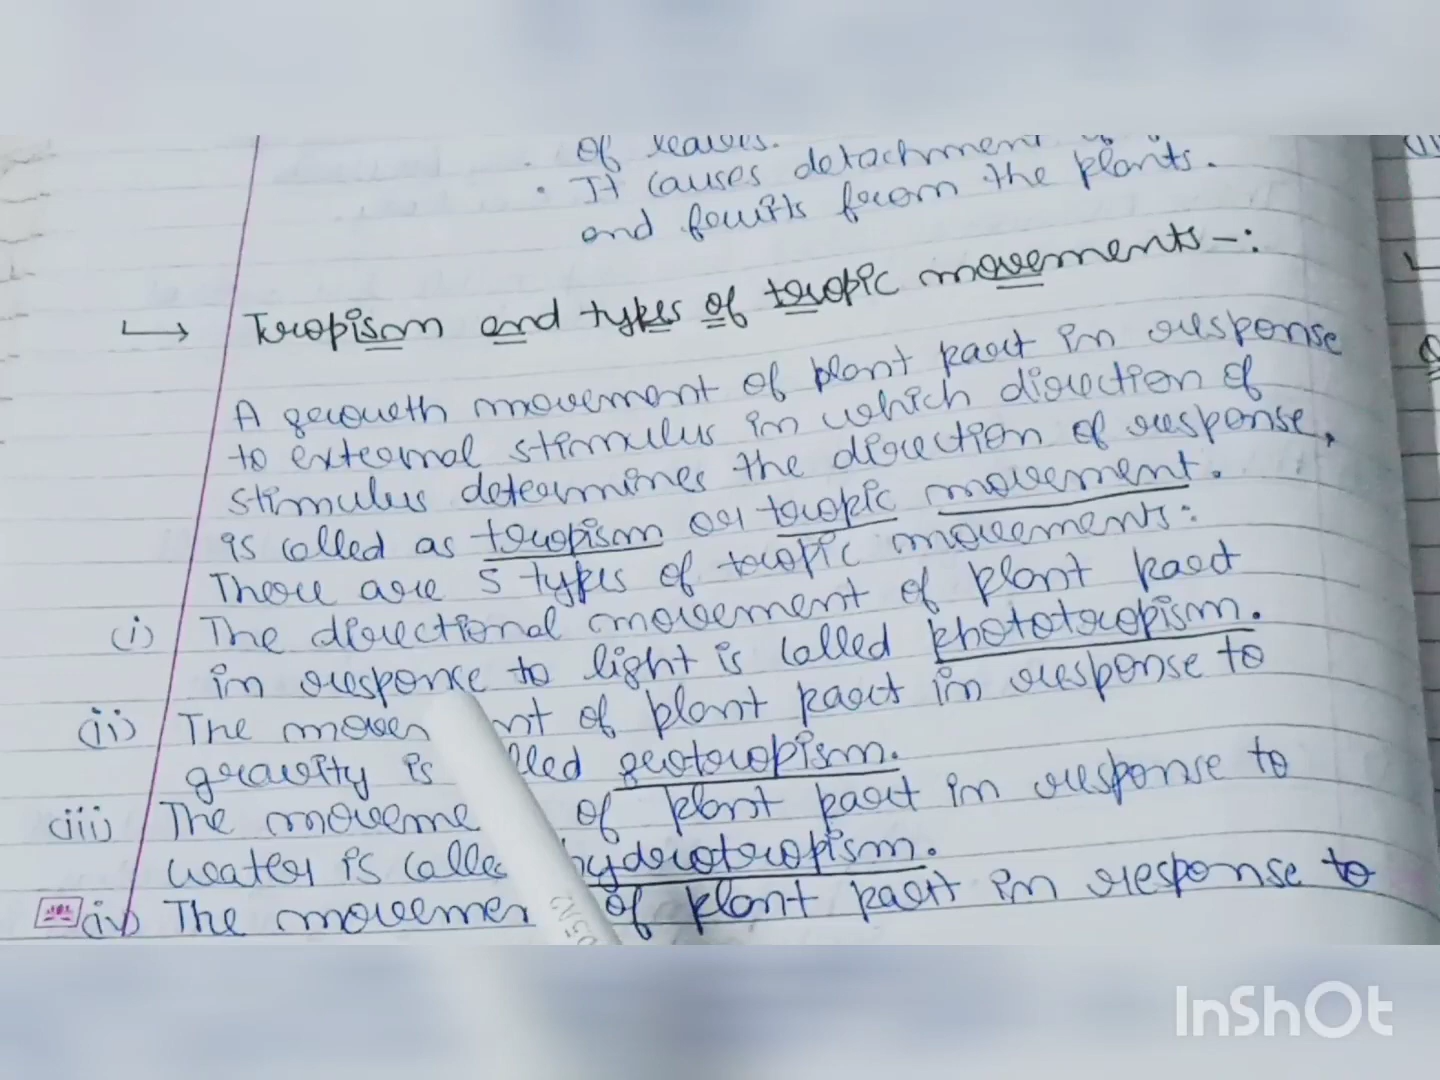 of leaves.
. It causes detachment
and fruits from the plants.
↳ Tropism and types of tropic movements -:
A growth movement of plant part in response
to external stimulus in which direction of
stimulus determines the direction of response,
is called as tropism or tropic movement.
There are 5 types of tropic movements:
(i) The directional movement of plant part
in response to light is called phototropism.
(ii) The movem nt of plant part in response to
gravity is lled geotropism.
(iii) The moveme of plant part in response to
water is calle hydrotropism.
(iv) The movemen of plant part in response to
InShOt